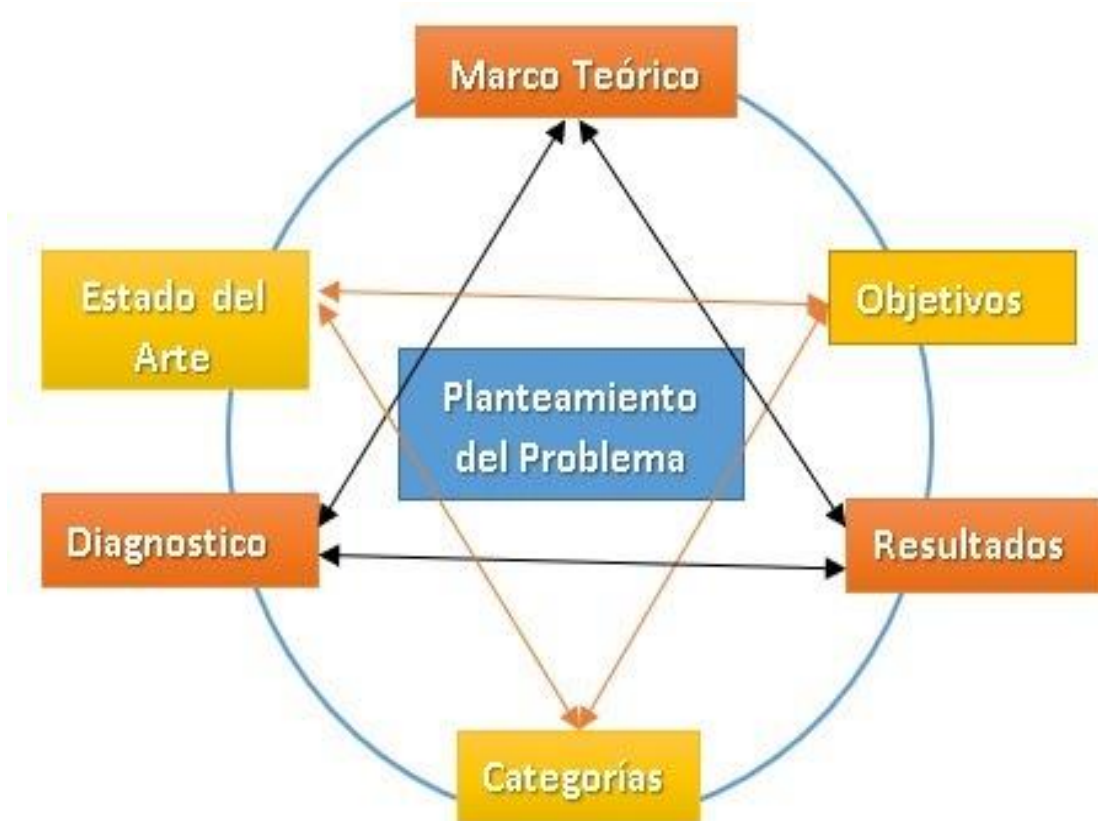 Marco Teórico
Estado del
Arte
Objetivos
Planteamiento
del Problema
Diagnostico
Resultados
Categorías